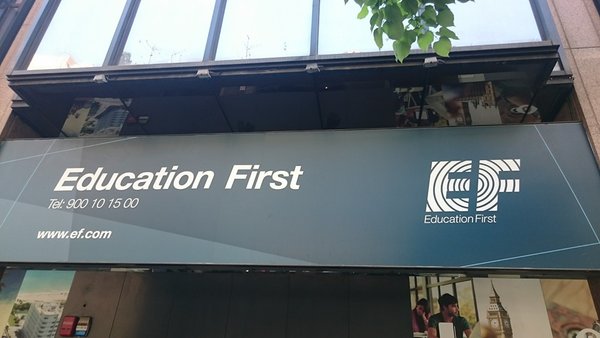 Education First
Tel: 900 10 15 00
www.ef.com
EF
Education First